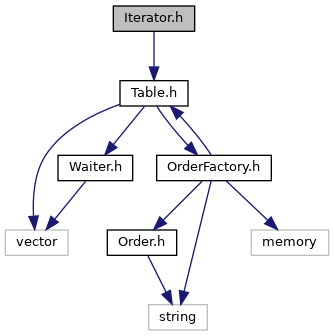 Iterator.h
Table.h
Waiter.h
OrderFactory.h
vector
Order.h
memory
string